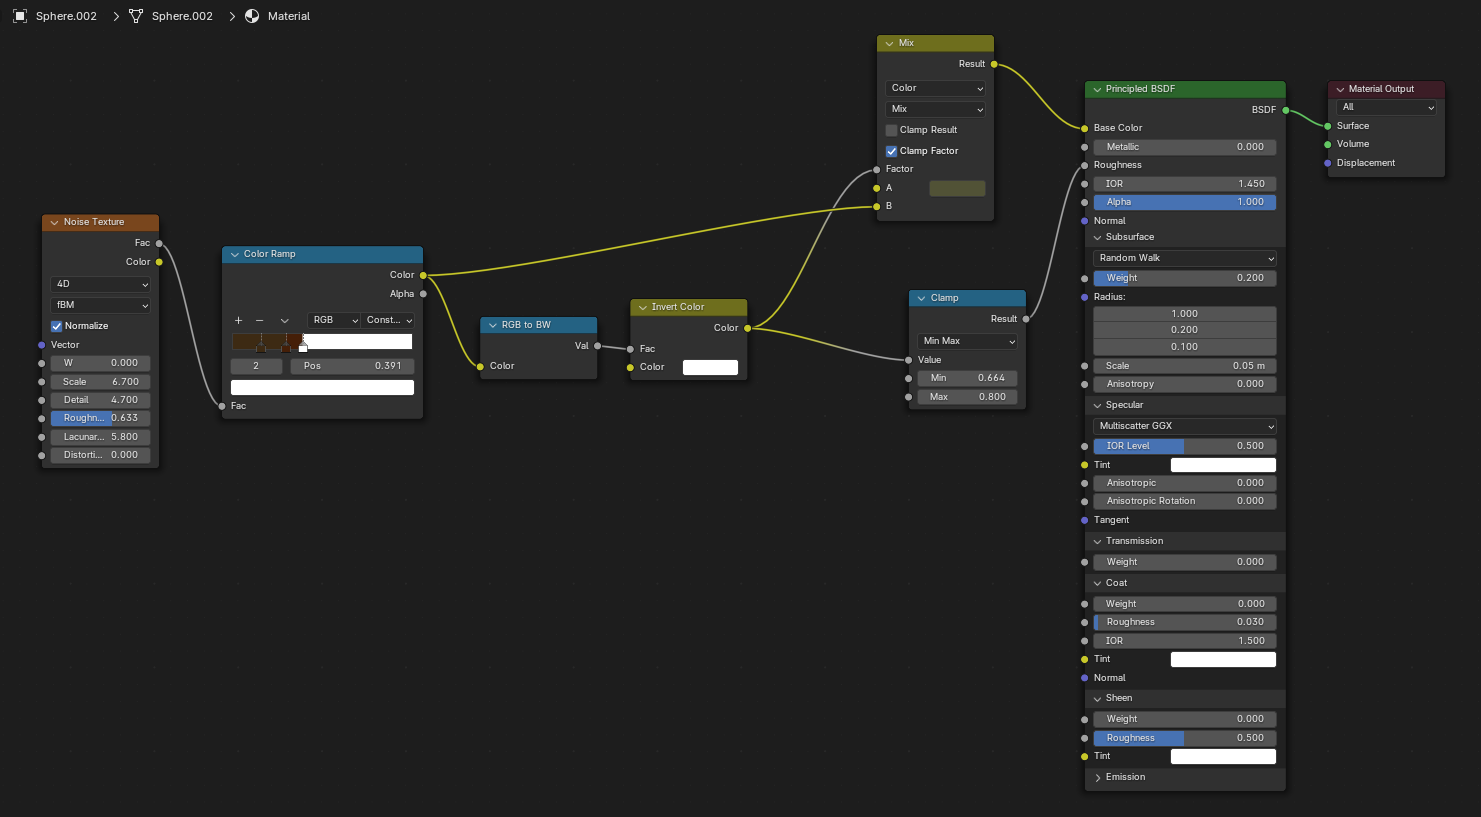 Sphere.002 Sphere.002 Material
Mix
Result
Color
Mix
Clamp Result
Clamp Factor
Factor
A
B
Noise Texture
Fac
Color
4D
fBM
Normalize
Vector
W 0.000
Scale 6.700
Detail 4.700
Roughn... 0.633
Lacunar... 5.800
Distorti... 0.000
Color Ramp
Color
Alpha
+ − RGB Const...
2 Pos 0.391
Fac
RGB to BW
Val
Color
Invert Color
Color
Fac
Color
Clamp
Result
Min Max
Value
Min 0.664
Max 0.800
Principled BSDF
BSDF
Base Color
Metallic 0.000
Roughness
IOR 1.450
Alpha 1.000
Normal
Subsurface
Random Walk
Weight 0.200
Radius:
1.000
0.200
0.100
Scale 0.05 m
Anisotropy 0.000
Specular
Multiscatter GGX
IOR Level 0.500
Tint
Anisotropic 0.000
Anisotropic Rotation 0.000
Tangent
Transmission
Weight 0.000
Coat
Weight 0.000
Roughness 0.030
IOR 1.500
Tint
Normal
Sheen
Weight 0.000
Roughness 0.500
Tint
Emission
Material Output
All
Surface
Volume
Displacement